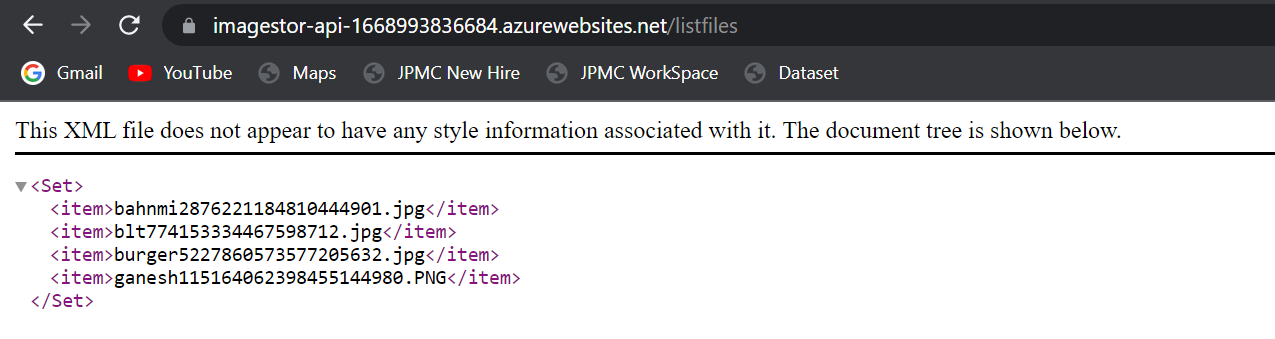 imagestor-api-1668993836684.azurewebsites.net/listfiles
Gmail YouTube Maps JPMC New Hire JPMC WorkSpace Dataset
This XML file does not appear to have any style information associated with it. The document tree is shown below.
<Set>
<item>bahnmi2876221184810444901.jpg</item>
<item>blt774153334467598712.jpg</item>
<item>burger5227860573577205632.jpg</item>
<item>ganesh115164062398455144980.PNG</item>
</Set>